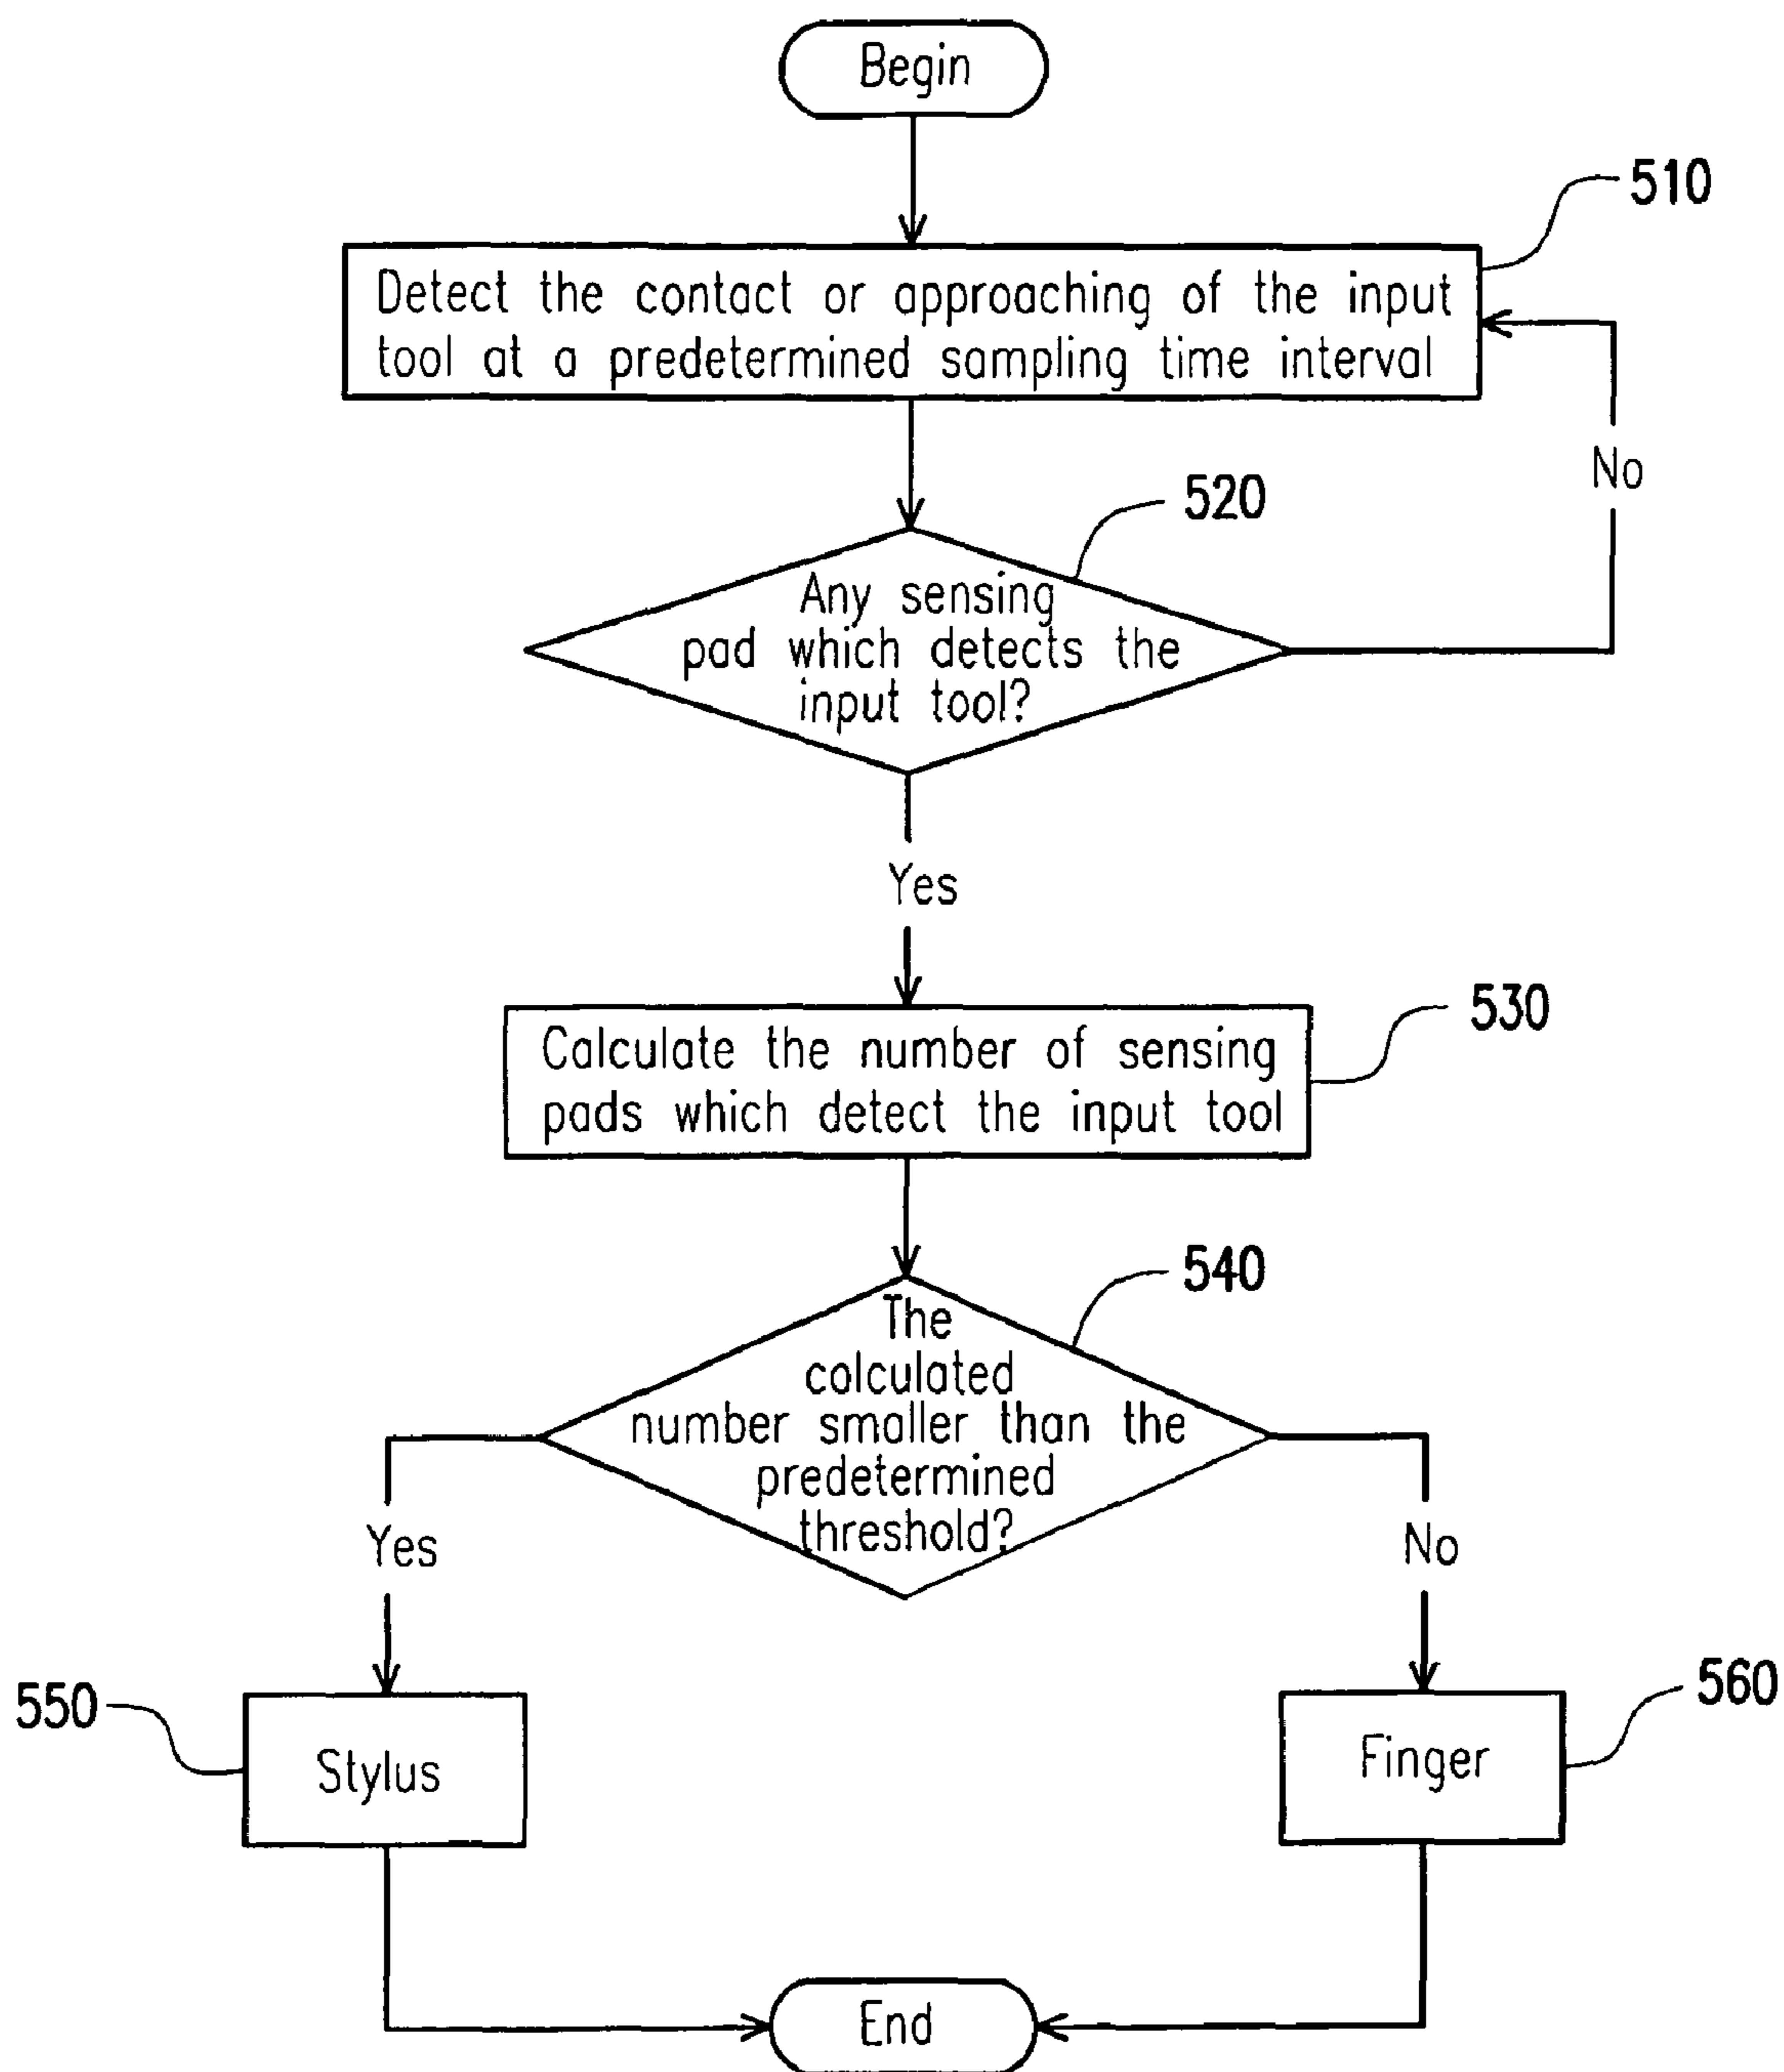 Begin
510
Detect the contact or approaching of the input
tool at a predetermined sampling time interval
No
520
Any sensing
pad which detects the
input tool?
Yes
530
Calculate the number of sensing
pads which detect the input tool
540
The
calculated
number smaller than the
predetermined
threshold?
Yes
No
550
Stylus
560
Finger
End